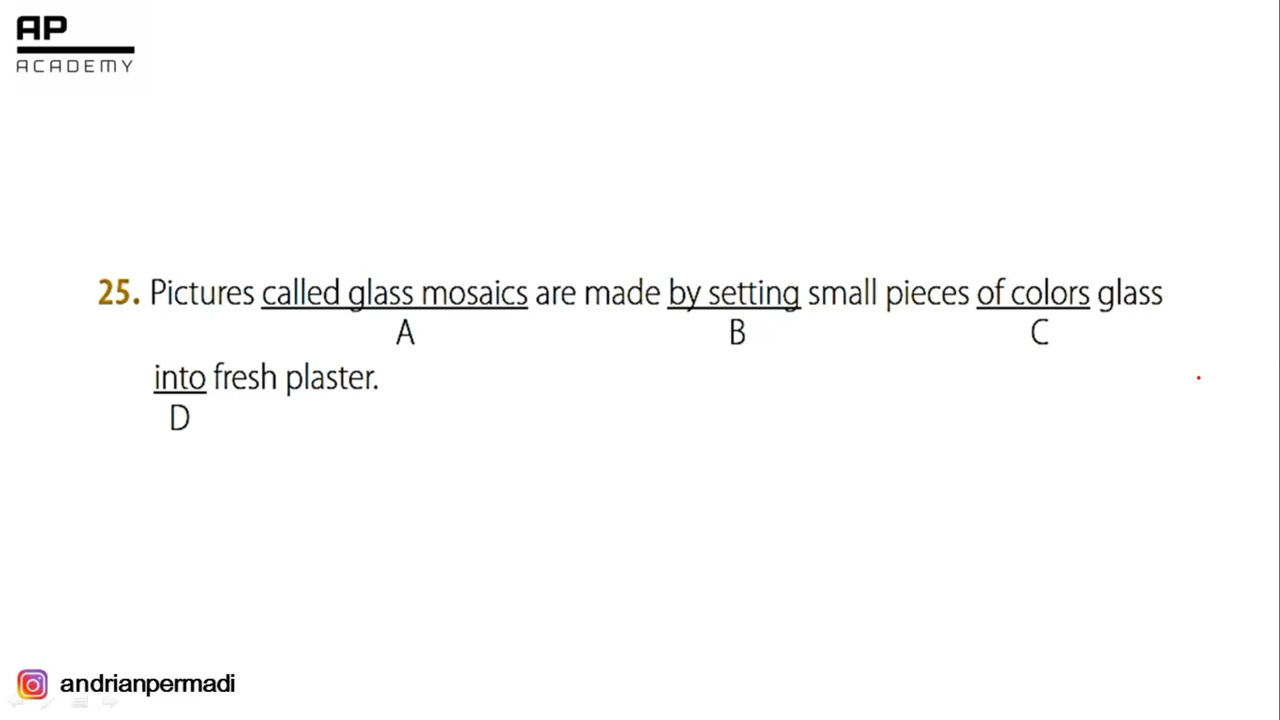 AP
ACADEMY
25. Pictures called glass mosaics are made by setting small pieces of colors glass
A B C
into fresh plaster.
D
andrianpermadi